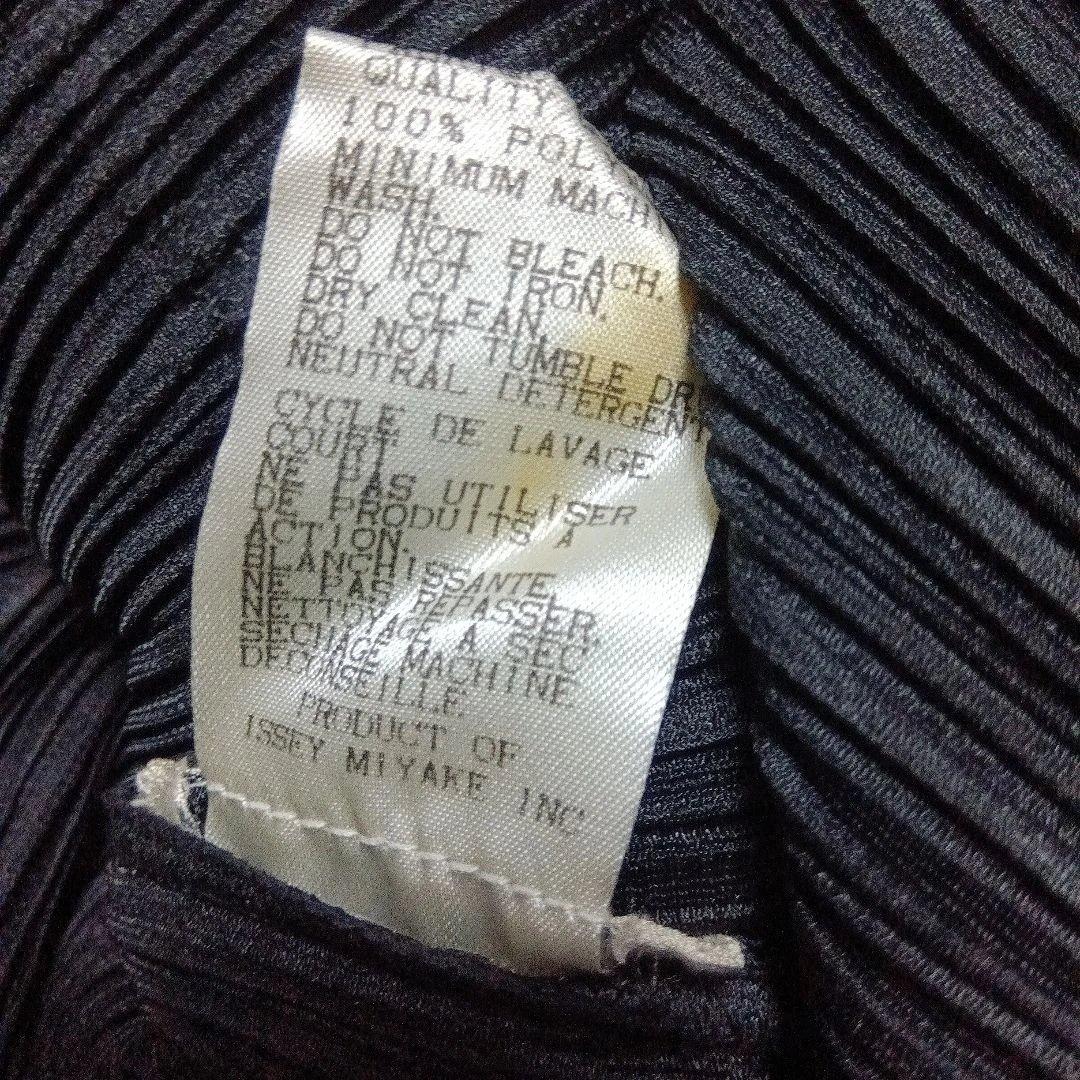 QUALITY
100% POL
MINIMUM MACH
WASH.
DO NOT BLEACH.
DO NOT IRON.
DRY CLEAN.
DO NOT TUMBLE DR
NEUTRAL DETERGENT
CYCLE DE LAVAGE
COURT
NE PAS UTILISER
DE PRODUITS A
ACTION.
BLANCHISSANTE
NE PAS REPASSER.
NETTOYAGE A SEC
SECHAGE MACHINE
DECONSEILLE
PRODUCT OF
ISSEY MIYAKE INC